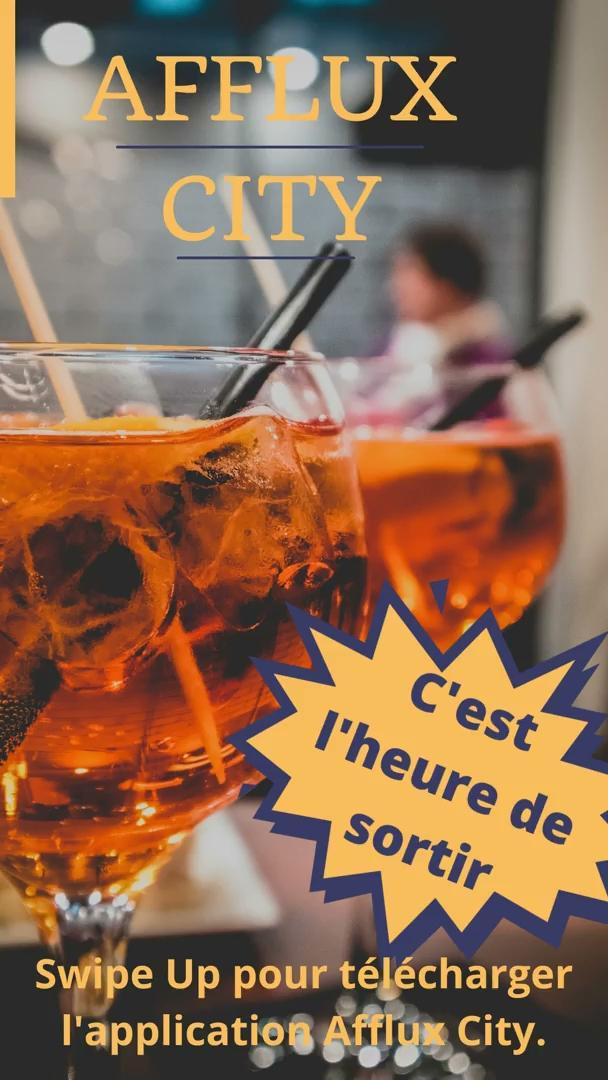 AFFLUX
CITY
C'est
l'heure de
sortir
Swipe Up pour télécharger
l'application Afflux City.